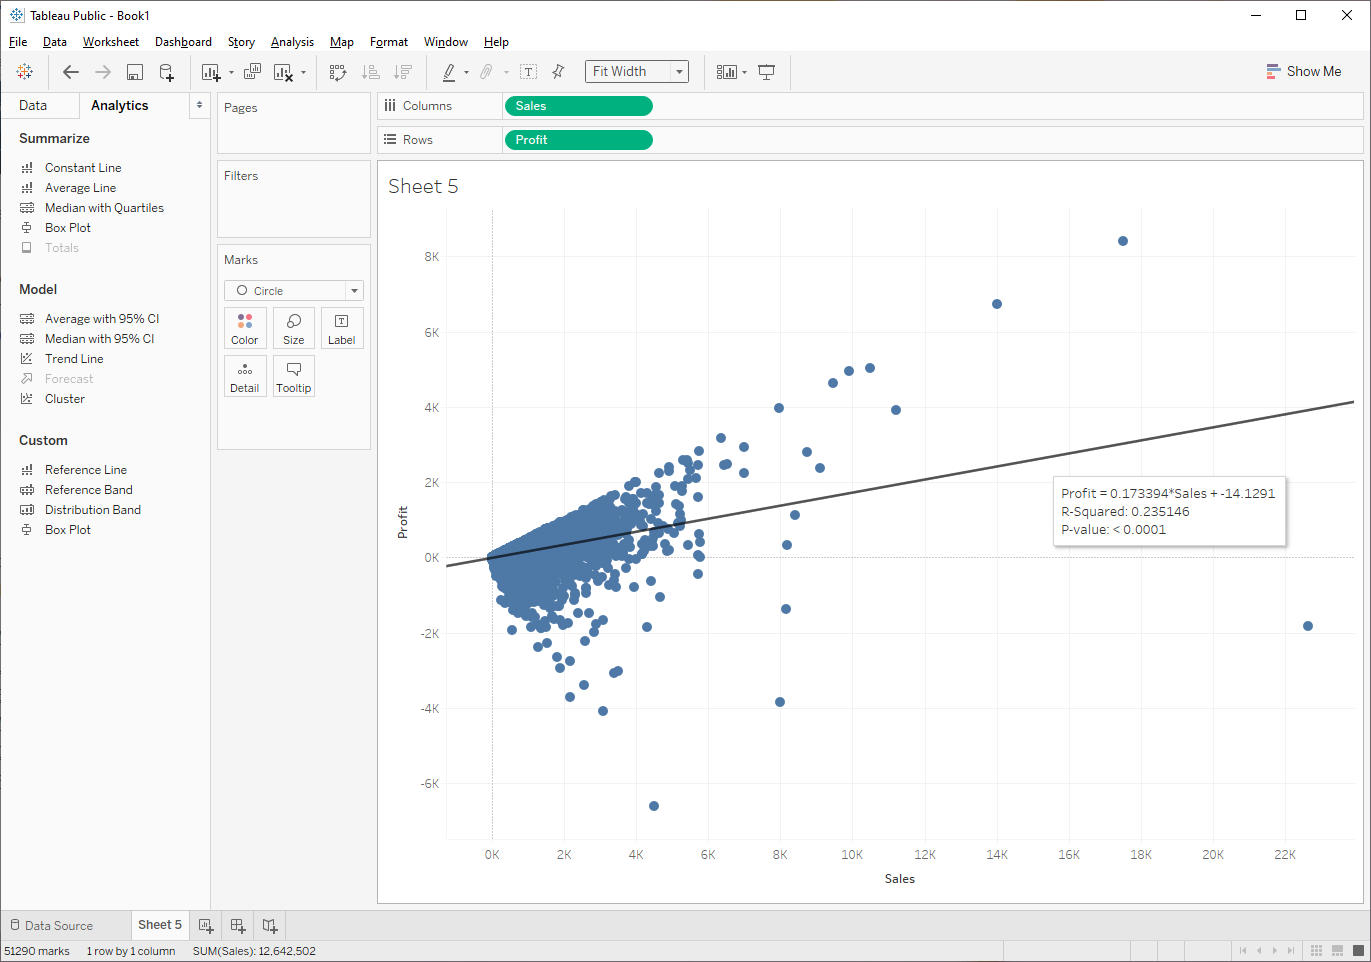 Tableau Public - Book1
File Data Worksheet Dashboard Story Analysis Map Format Window Help
Fit Width
Show Me
Data Analytics
Summarize
Constant Line
Average Line
Median with Quartiles
Box Plot
Totals
Model
Average with 95% CI
Median with 95% CI
Trend Line
Forecast
Cluster
Custom
Reference Line
Reference Band
Distribution Band
Box Plot
Pages
Filters
Marks
Circle
Color Size Label
Detail Tooltip
Columns Sales
Rows Profit
Sheet 5
8K
6K
4K
2K
0K
-2K
-4K
-6K
Profit
Profit = 0.173394*Sales + -14.1291
R-Squared: 0.235146
P-value: < 0.0001
0K 2K 4K 6K 8K 10K 12K 14K 16K 18K 20K 22K
Sales
Data Source Sheet 5
51290 marks 1 row by 1 column SUM(Sales): 12,642,502